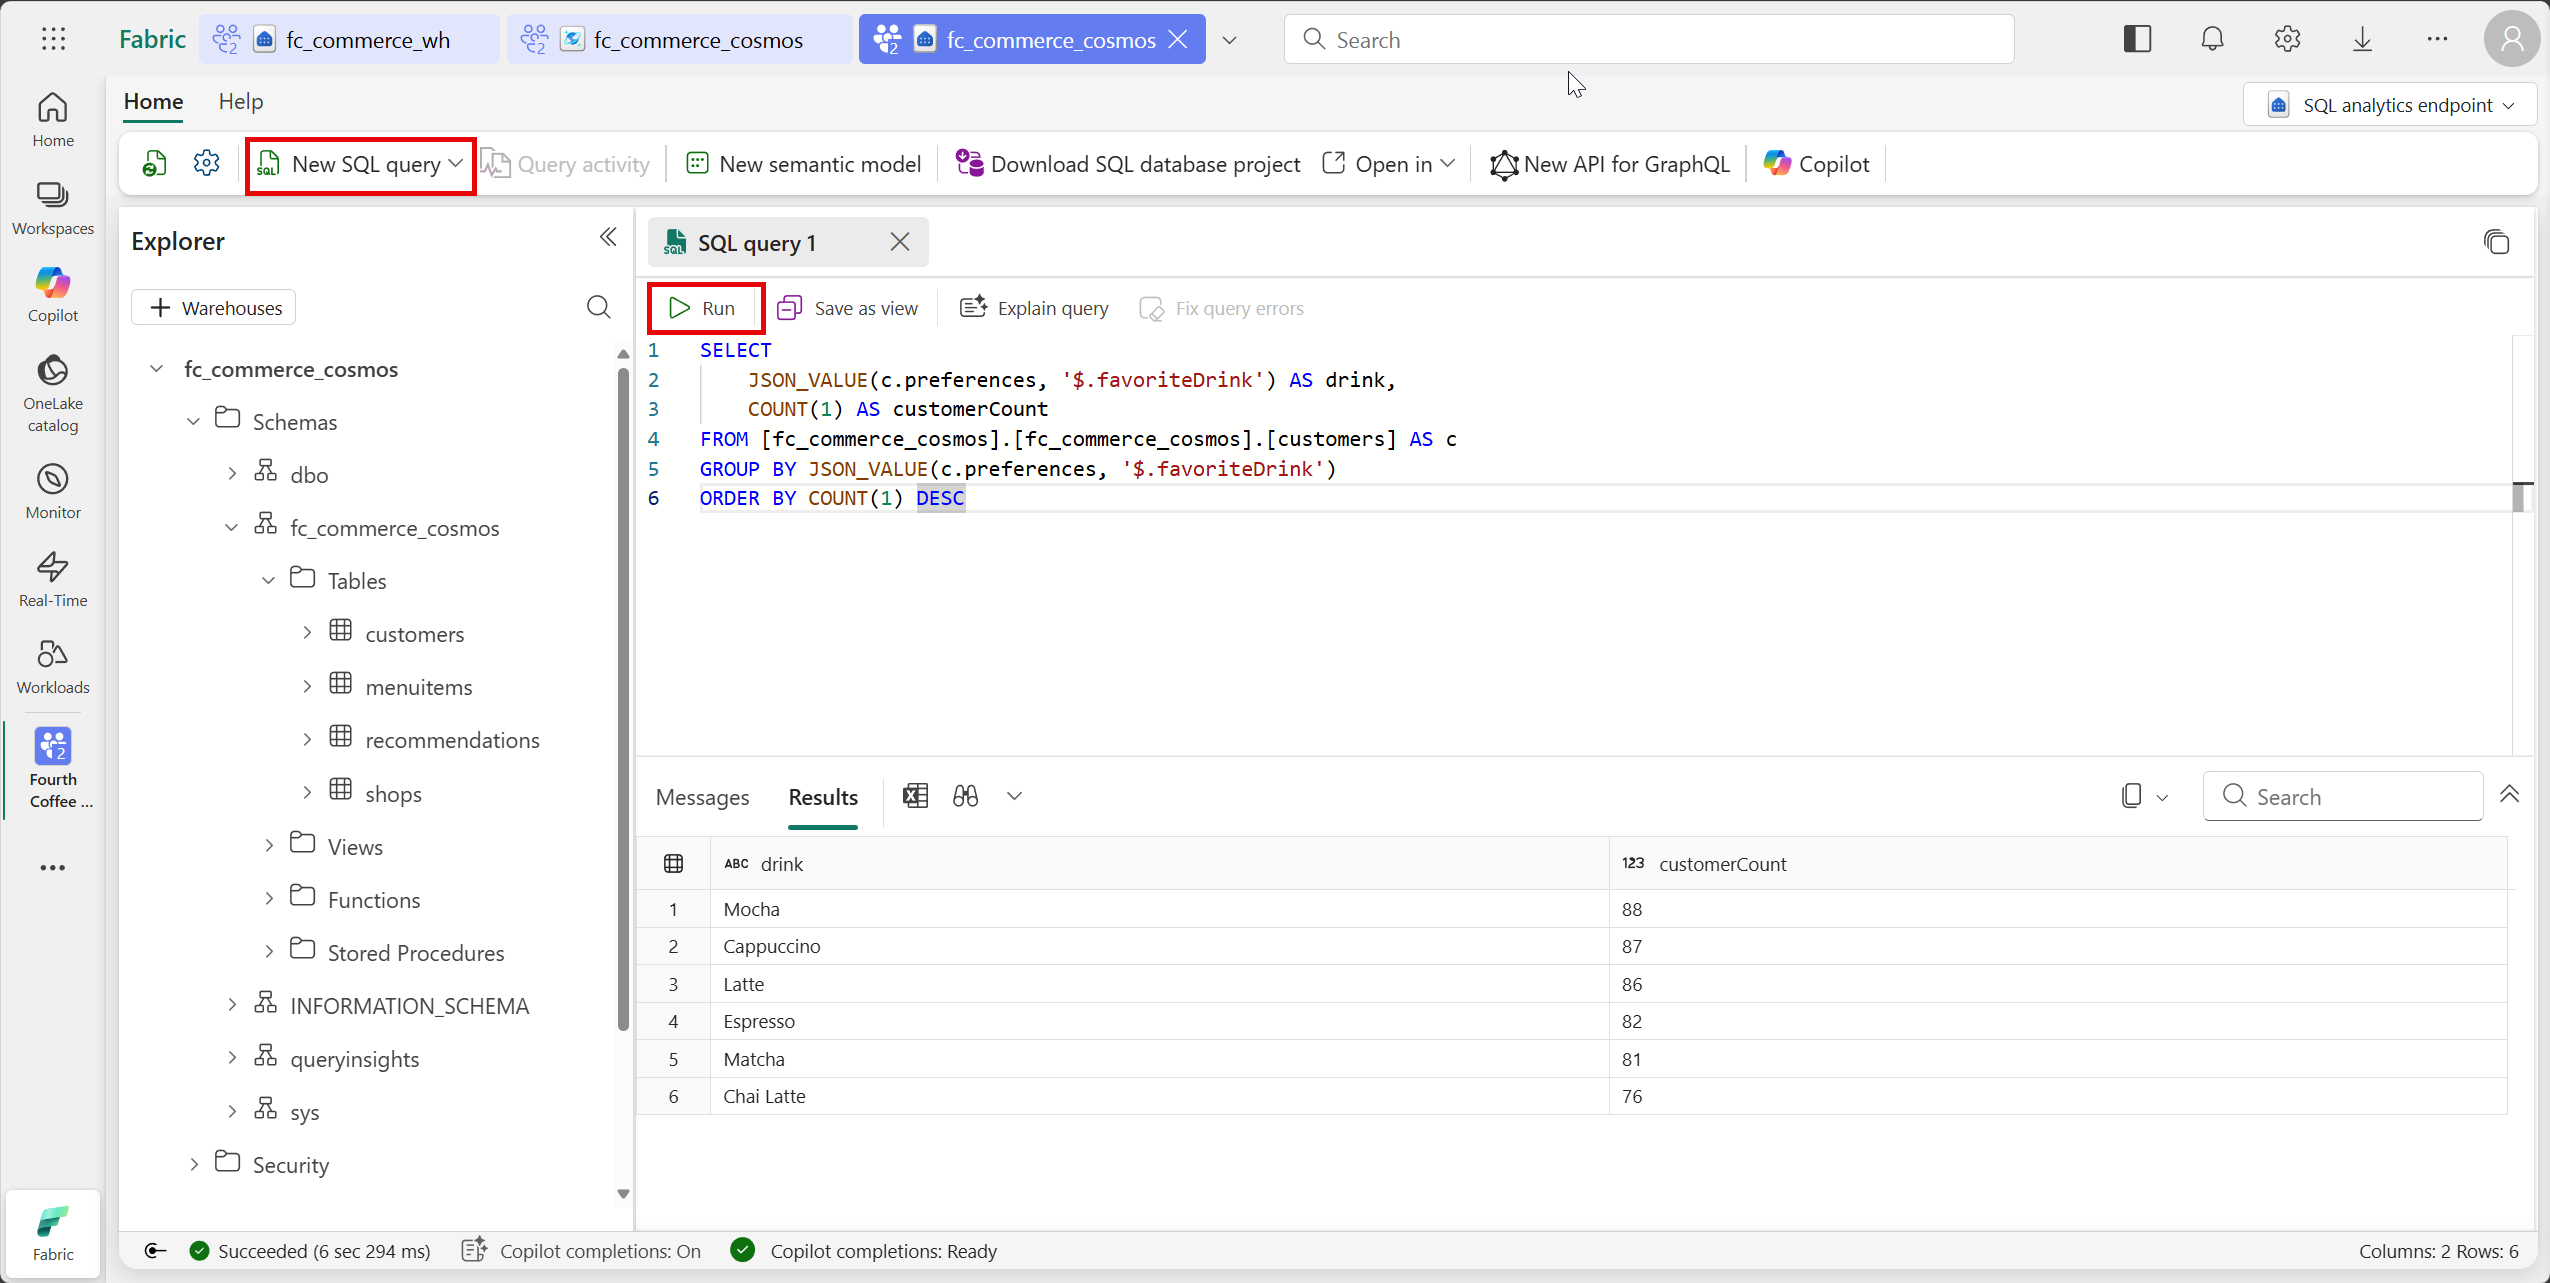 Fabric
2
fc_commerce_wh
2
fc_commerce_cosmos
2
fc_commerce_cosmos
Search
Home
Help
SQL analytics endpoint
SQL
New SQL query
Query activity
New semantic model
Download SQL database project
Open in
New API for GraphQL
Copilot
Home
Workspaces
Copilot
OneLake
catalog
Monitor
Real-Time
Workloads
2
Fourth
Coffee ...
Fabric
Explorer
Warehouses
fc_commerce_cosmos
Schemas
dbo
fc_commerce_cosmos
Tables
customers
menuitems
recommendations
shops
Views
Functions
Stored Procedures
INFORMATION_SCHEMA
queryinsights
sys
Security
SQL
SQL query 1
Run
Save as view
Explain query
Fix query errors
1 SELECT
2 JSON_VALUE(c.preferences, '$.favoriteDrink') AS drink,
3 COUNT(1) AS customerCount
4 FROM [fc_commerce_cosmos].[fc_commerce_cosmos].[customers] AS c
5 GROUP BY JSON_VALUE(c.preferences, '$.favoriteDrink')
6 ORDER BY COUNT(1) DESC
Messages
Results
Search
ABC drink 123 customerCount
1 Mocha 88
2 Cappuccino 87
3 Latte 86
4 Espresso 82
5 Matcha 81
6 Chai Latte 76
Succeeded (6 sec 294 ms)
Copilot completions: On
Copilot completions: Ready
Columns: 2 Rows: 6